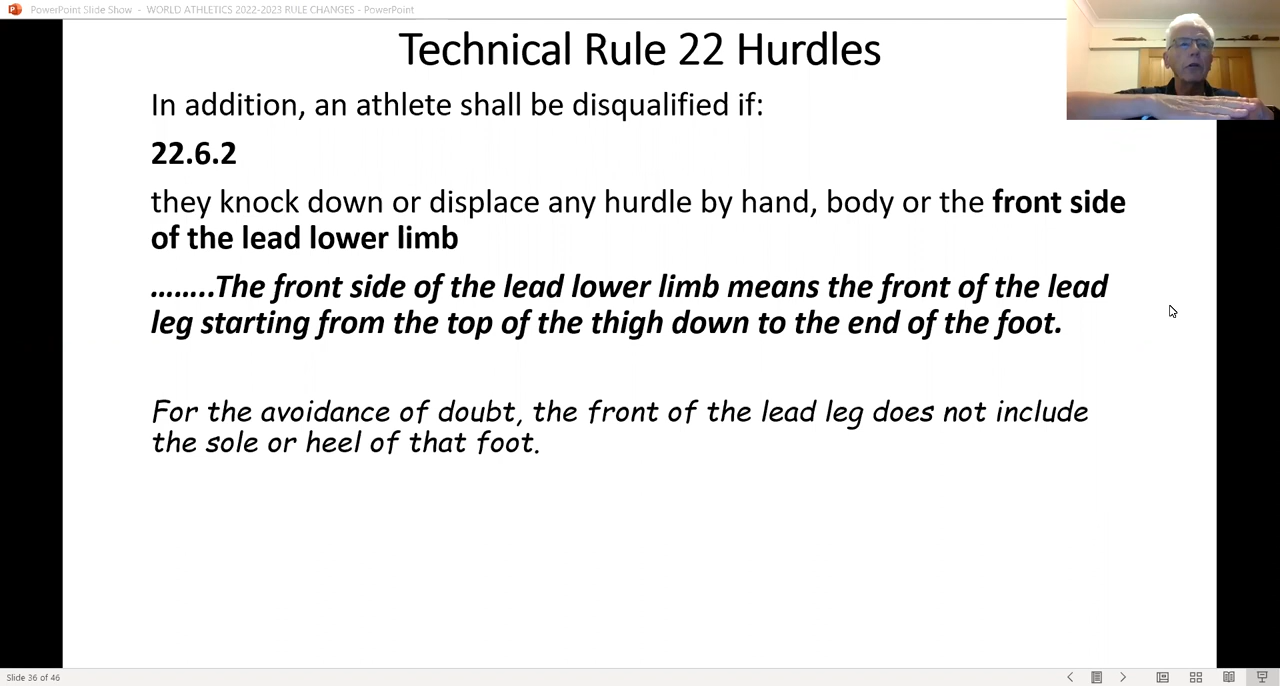 PowerPoint Slide Show - WORLD ATHLETICS 2022-2023 RULE CHANGES - PowerPoint
Technical Rule 22 Hurdles
In addition, an athlete shall be disqualified if:
22.6.2
they knock down or displace any hurdle by hand, body or the front side
of the lead lower limb
........The front side of the lead lower limb means the front of the lead
leg starting from the top of the thigh down to the end of the foot.
For the avoidance of doubt, the front of the lead leg does not include
the sole or heel of that foot.
Slide 36 of 46